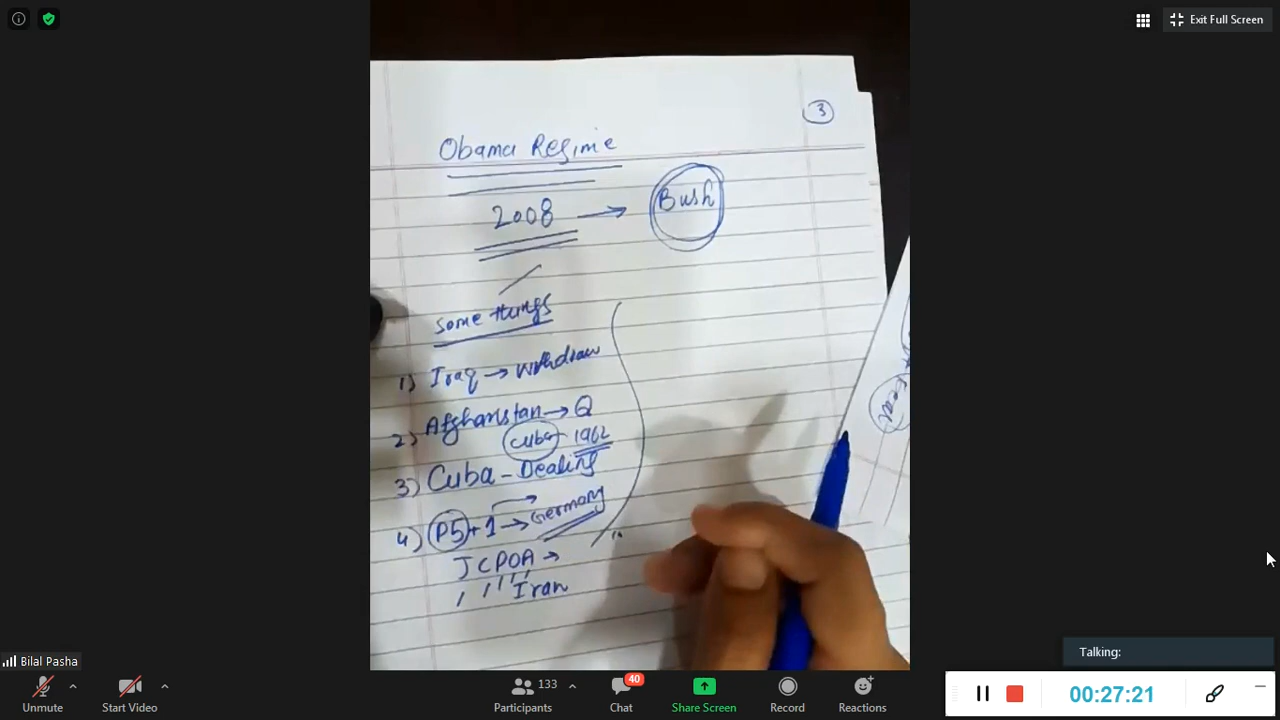 Exit Full Screen
3
Obama Regime
2008 → Bush
some things
1) Iraq → withdraw
2) Afghanistan → Q
Cuba - 1962
3) Cuba - Dealing
4) P5+1 → Germany
JCPOA →
Iran
Bilal Pasha
Talking:
Unmute
Start Video
133
Participants
40
Chat
Share Screen
Record
Reactions
00:27:21